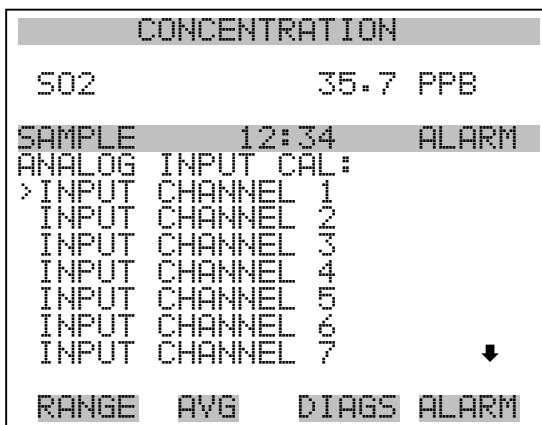 CONCENTRATION
SO2 35.7 PPB
SAMPLE 12:34 ALARM
ANALOG INPUT CAL:
>INPUT CHANNEL 1
INPUT CHANNEL 2
INPUT CHANNEL 3
INPUT CHANNEL 4
INPUT CHANNEL 5
INPUT CHANNEL 6
INPUT CHANNEL 7
RANGE AVG DIAGS ALARM